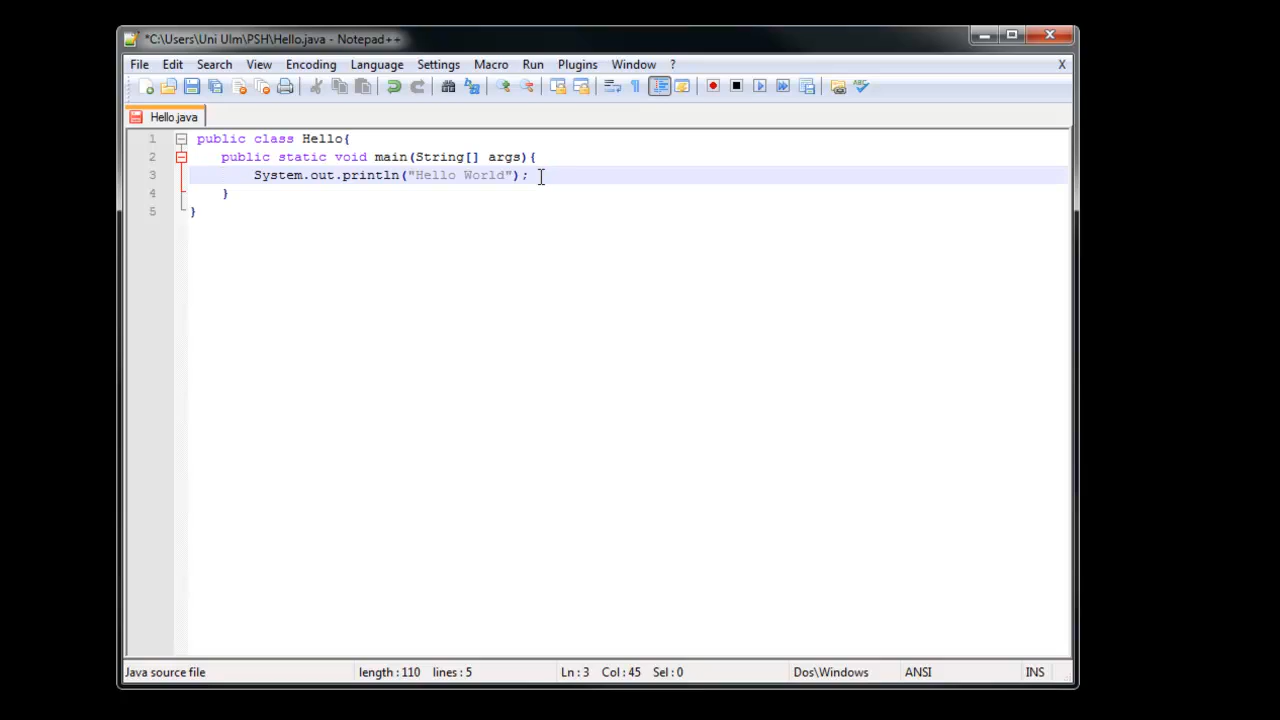 *C:\Users\Uni Ulm\PSH\Hello.java - Notepad++
File Edit Search View Encoding Language Settings Macro Run Plugins Window ? X
Hello.java
1 public class Hello{
2 public static void main(String[] args){
3 System.out.println("Hello World");
4 }
5 }
Java source file length : 110 lines : 5 Ln : 3 Col : 45 Sel : 0 Dos\Windows ANSI INS